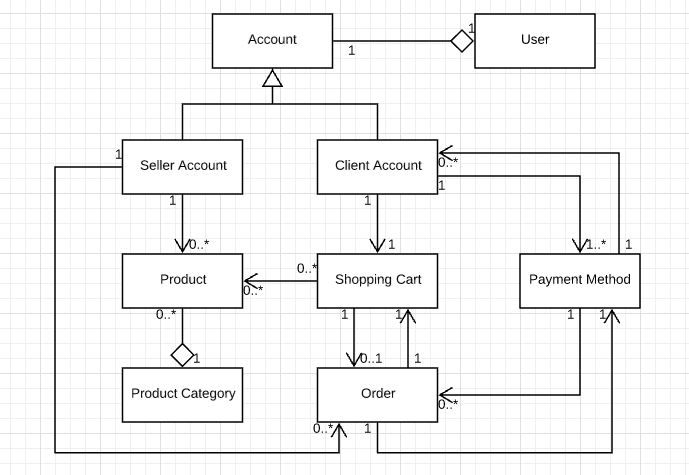 Account
1
1
User
1
Seller Account
Client Account
0..*
1
1
1
0..*
1
1..*
1
Product
0..*
0..*
Shopping Cart
Payment Method
0..*
1
1
1
1
1
0..1
1
Product Category
Order
0..*
0..*
1